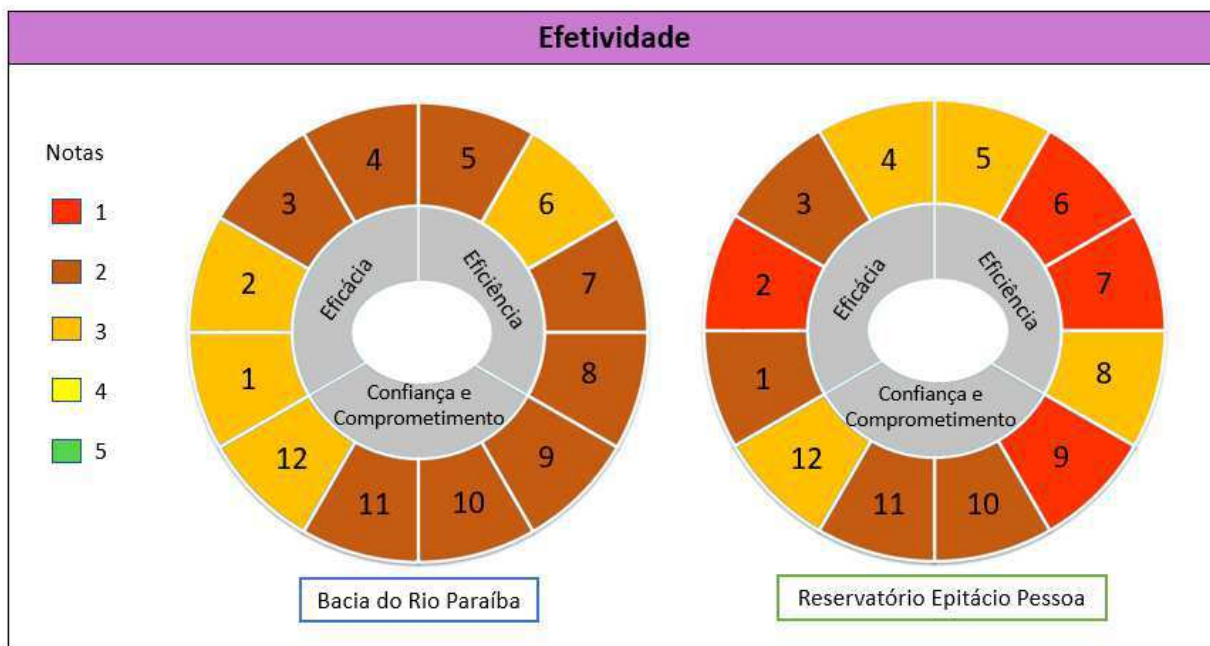 Efetividade
Notas
1
2
3
4
5
1
2
3
4
5
6
7
8
9
10
11
12
Eficácia
Eficiência
Confiança e
Comprometimento
Bacia do Rio Paraíba
1
2
3
4
5
6
7
8
9
10
11
12
Eficácia
Eficiência
Confiança e
Comprometimento
Reservatório Epitácio Pessoa